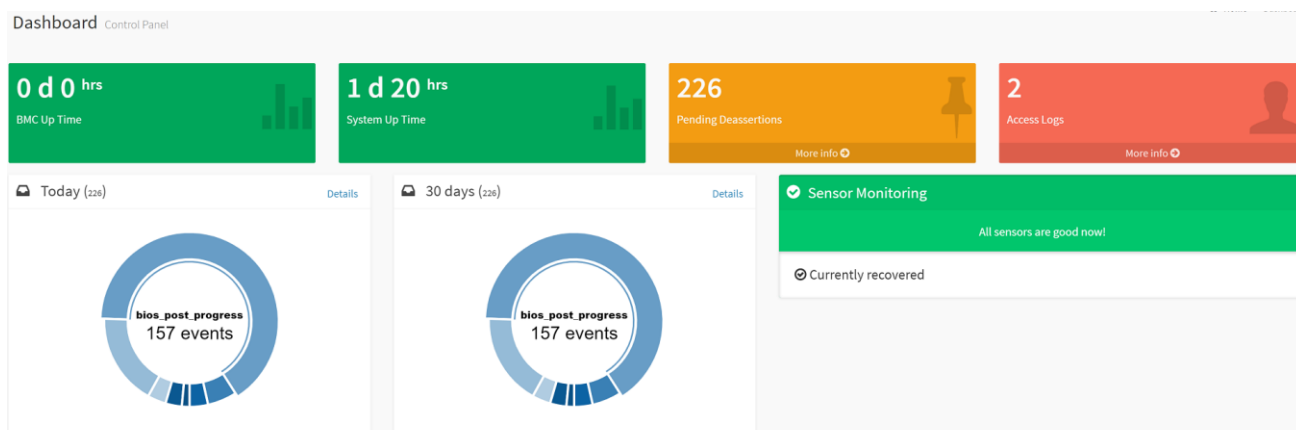 Dashboard Control Panel
0 d 0 hrs
BMC Up Time
1 d 20 hrs
System Up Time
226
Pending Deassertions
More info
2
Access Logs
More info
Today (226)
Details
30 days (226)
Details
Sensor Monitoring
All sensors are good now!
Currently recovered
bios_post_progress
157 events
bios_post_progress
157 events